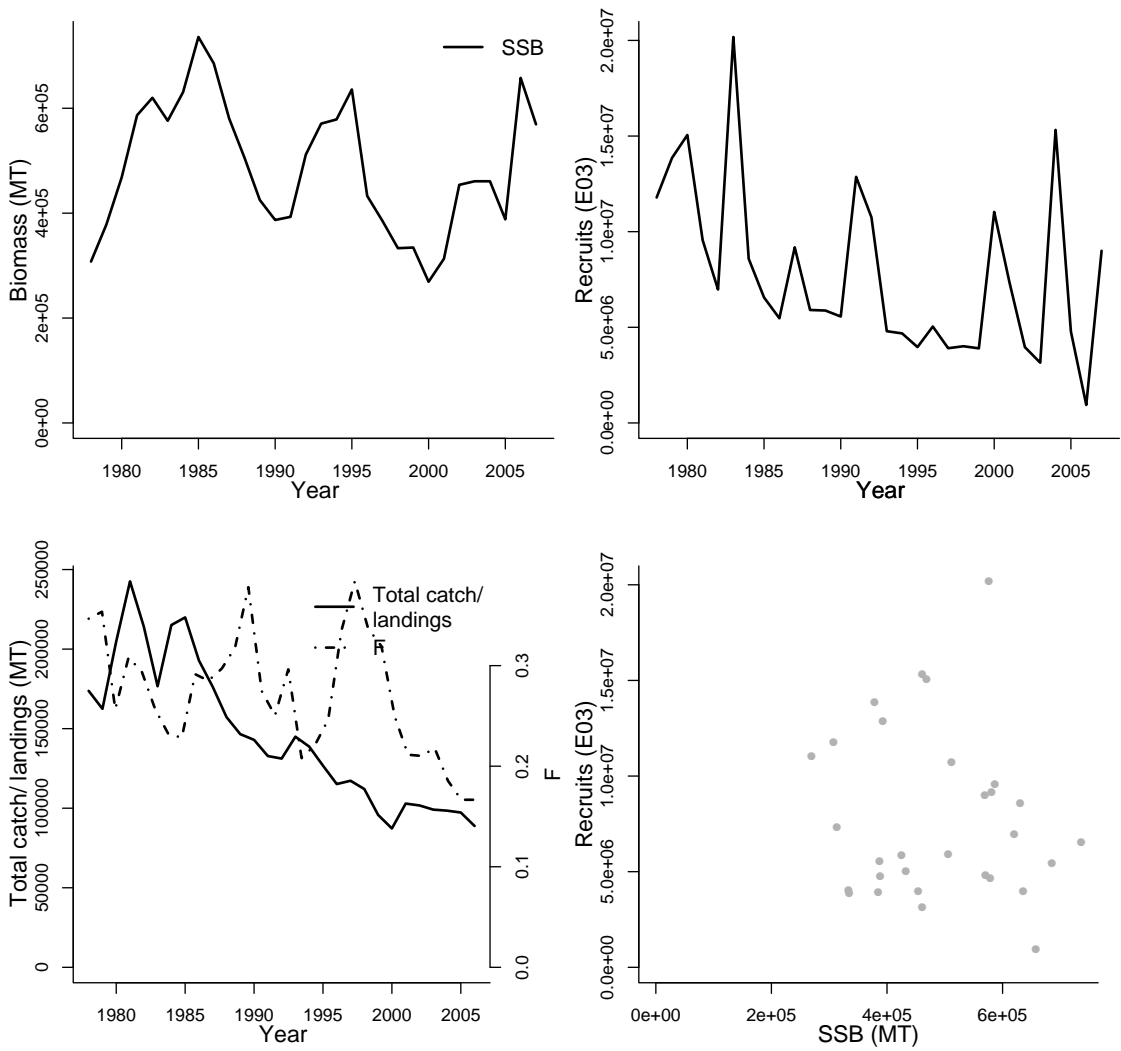 SSB
Biomass (MT)
0e+00 2e+05 4e+05 6e+05
1980 1985 1990 1995 2000 2005
Year
Recruits (E03)
0.0e+00 5.0e+06 1.0e+07 1.5e+07 2.0e+07
1980 1985 1990 1995 2000 2005
Year
Total catch/
landings
F
Total catch/ landings (MT)
0 50000 100000 150000 200000 250000
0.0 0.1 0.2 0.3
F
1980 1985 1990 1995 2000 2005
Year
Recruits (E03)
0.0e+00 5.0e+06 1.0e+07 1.5e+07 2.0e+07
0e+00 2e+05 4e+05 6e+05
SSB (MT)